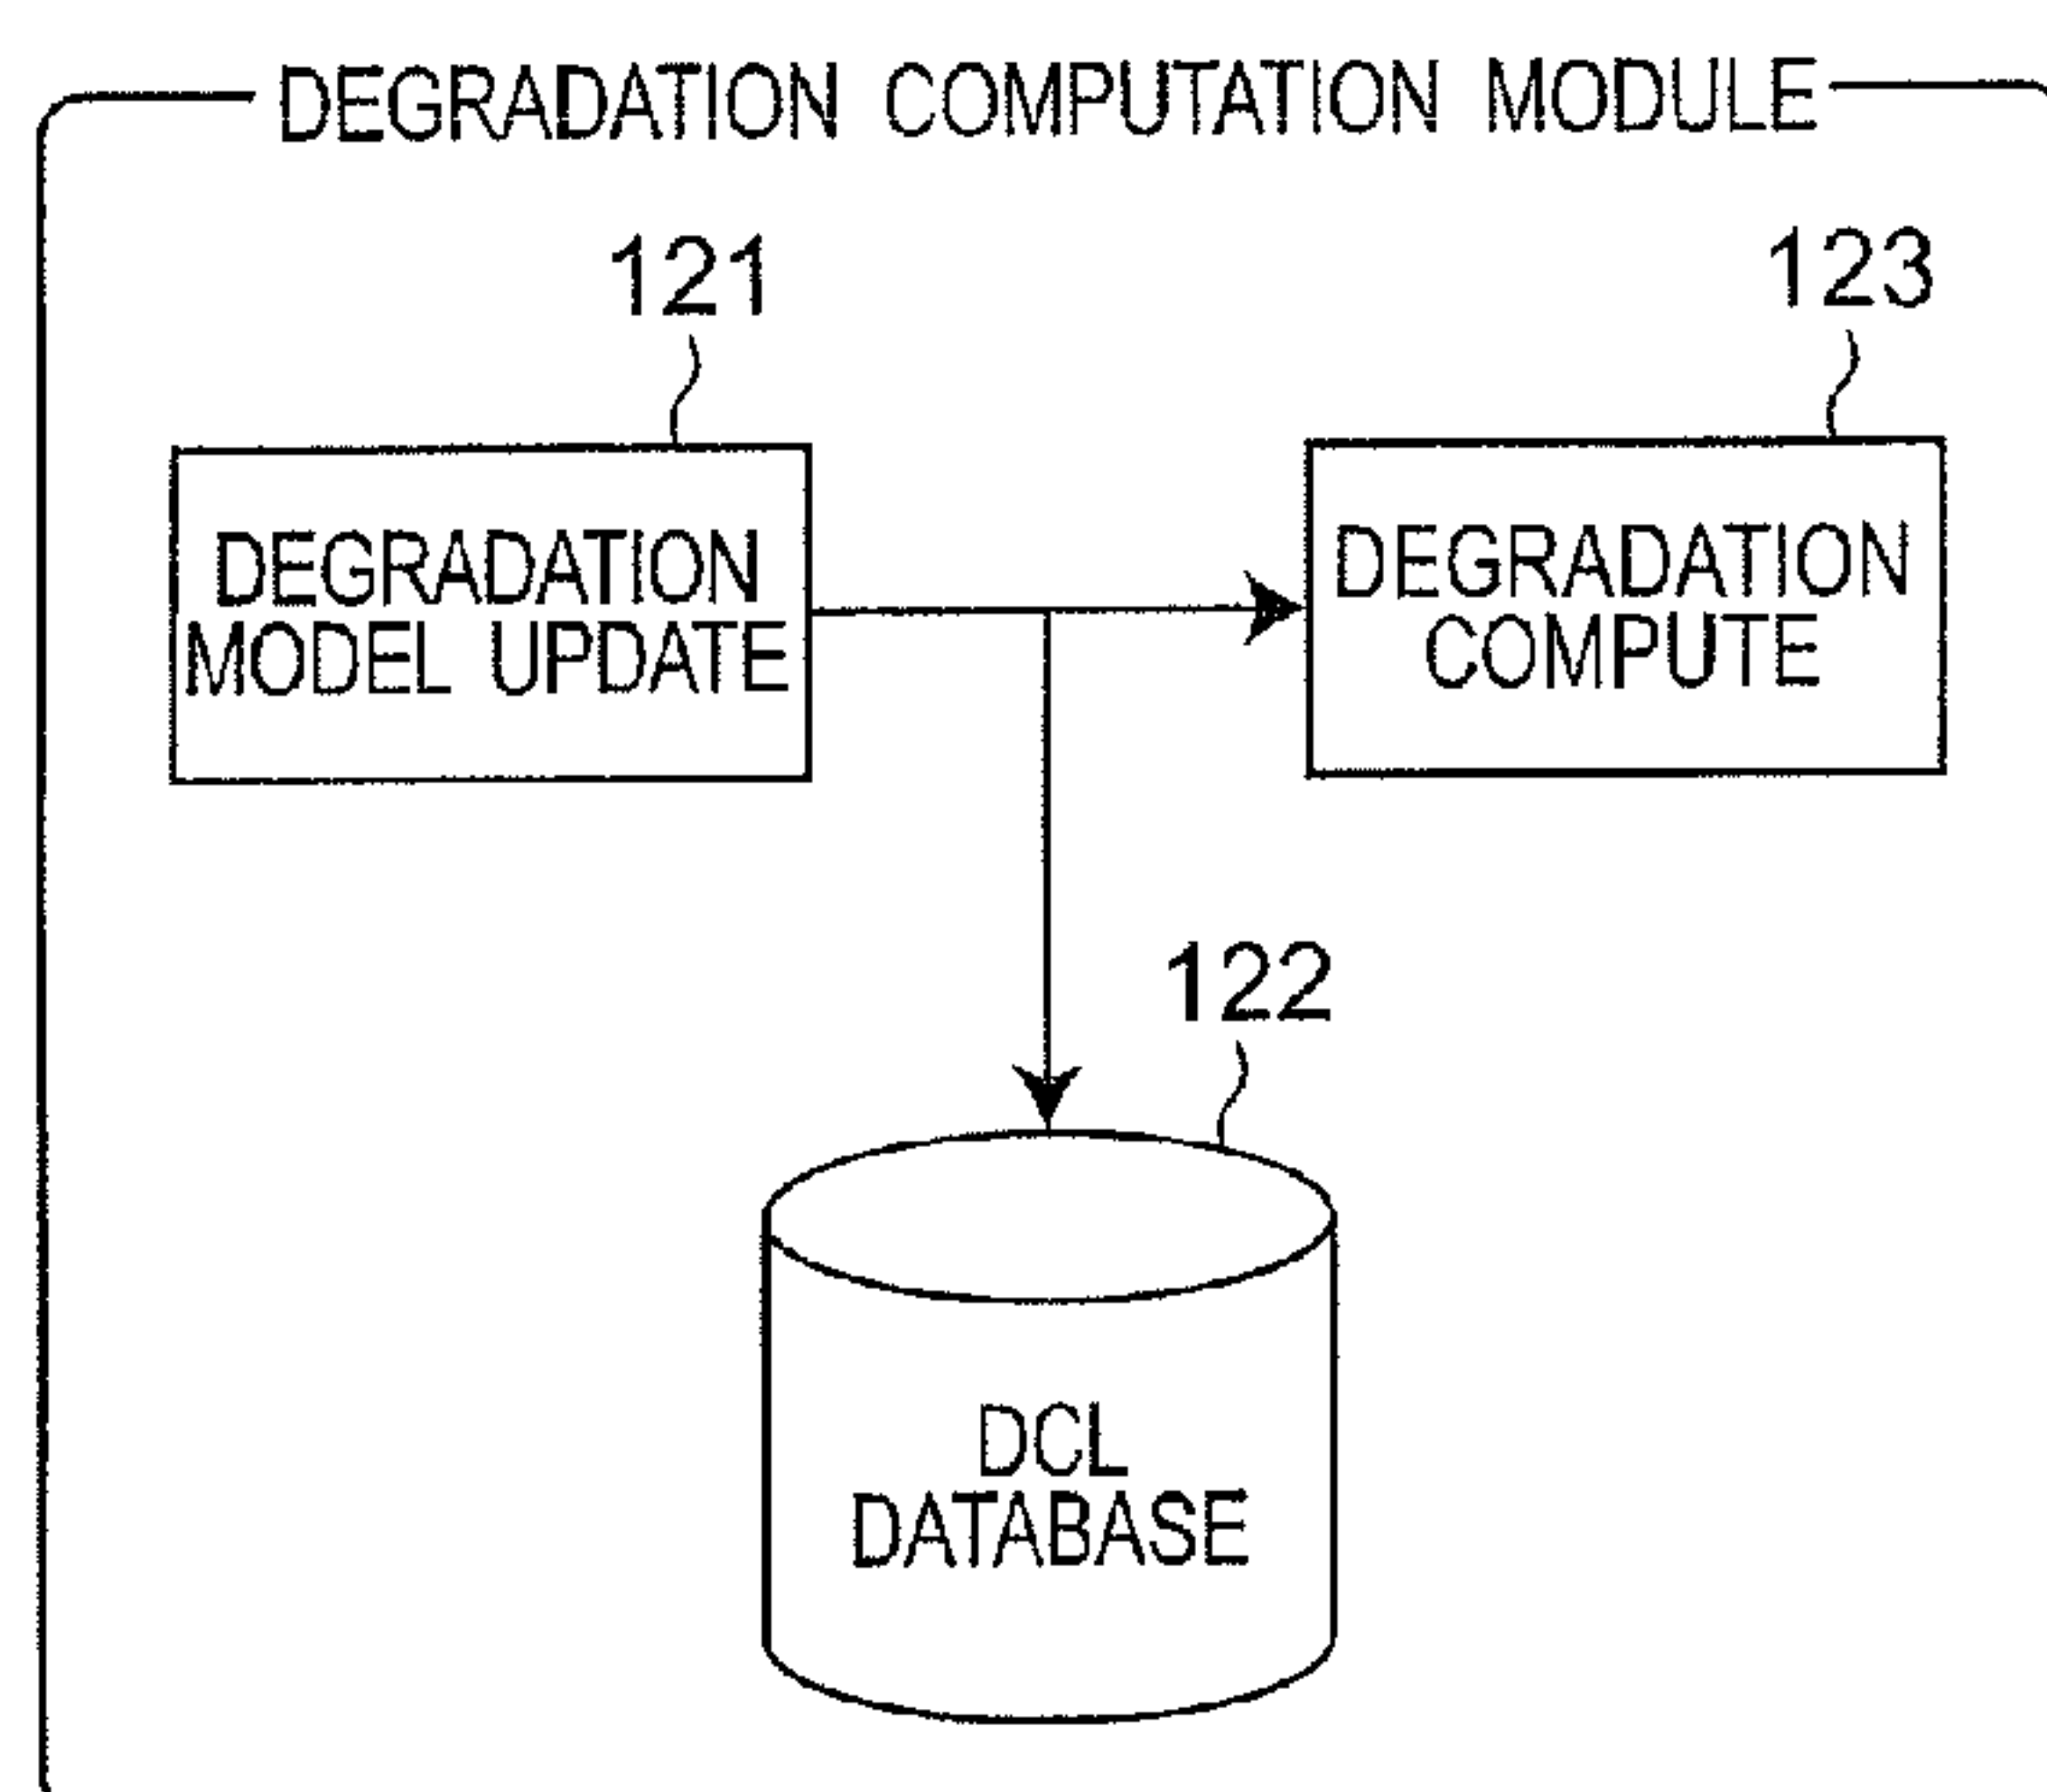 DEGRADATION COMPUTATION MODULE
121
123
DEGRADATION
MODEL UPDATE
DEGRADATION
COMPUTE
122
DCL
DATABASE